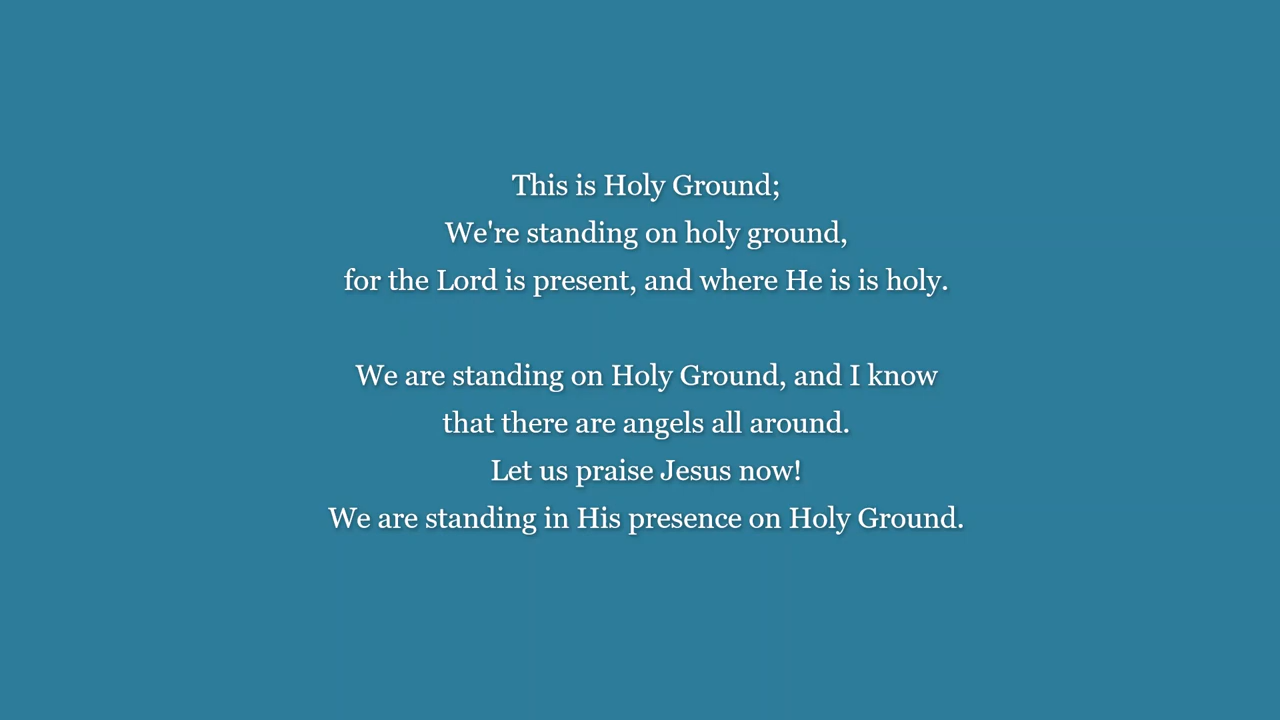 This is Holy Ground;
We're standing on holy ground,
for the Lord is present, and where He is is holy.
We are standing on Holy Ground, and I know
that there are angels all around.
Let us praise Jesus now!
We are standing in His presence on Holy Ground.